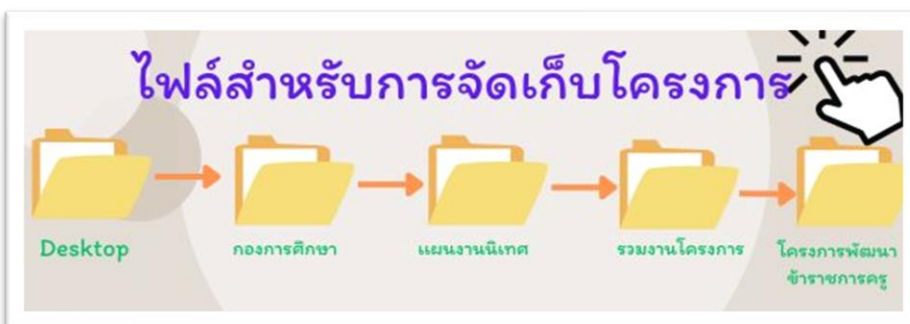 ไฟล์สำหรับการจัดเก็บโครงการ
Desktop
กองการศึกษา
แผนงานนิเทศ
รวมงานโครงการ
โครงการพัฒนา
ข้าราชการครู